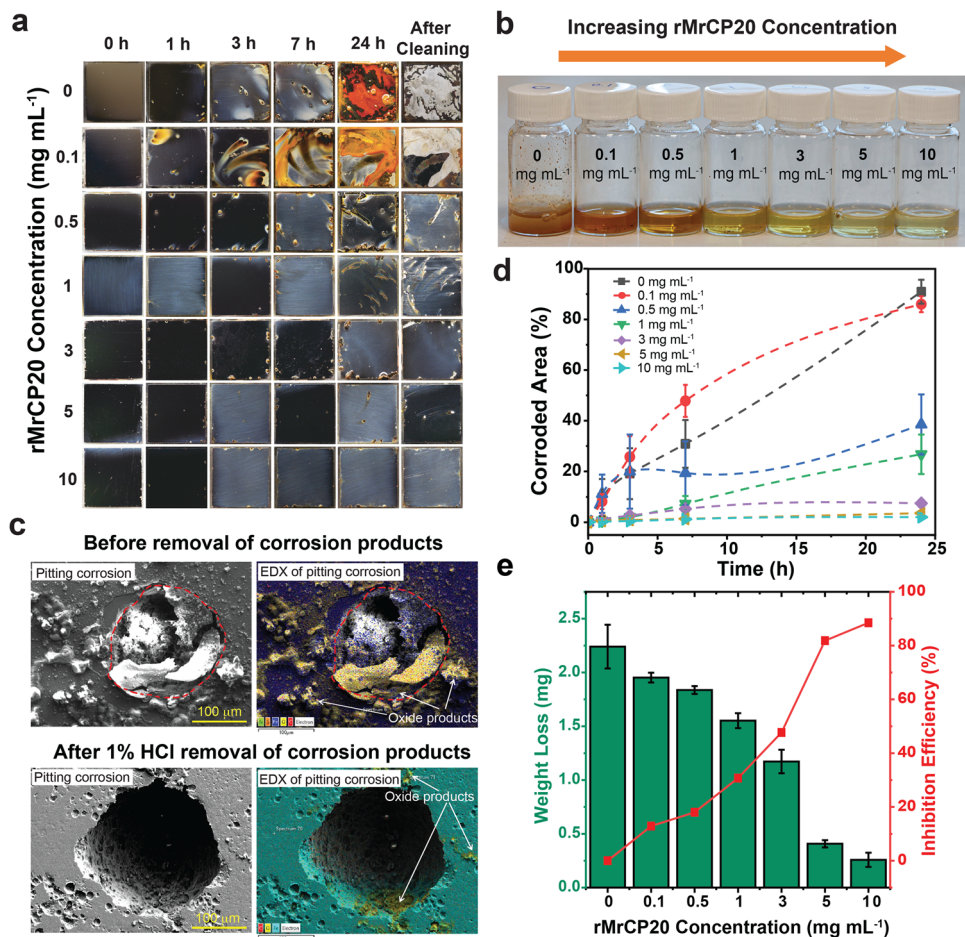 a
0 h 1 h 3 h 7 h 24 h After
Cleaning
rMrCP20 Concentration (mg mL⁻¹)
0
0.1
0.5
1
3
5
10
b
Increasing rMrCP20 Concentration
0 0.1 0.5 1 3 5 10
mg mL⁻¹ mg mL⁻¹ mg mL⁻¹ mg mL⁻¹ mg mL⁻¹ mg mL⁻¹ mg mL⁻¹
c
Before removal of corrosion products
Pitting corrosion
100 µm
EDX of pitting corrosion
Oxide products
Electron
100µm
After 1% HCl removal of corrosion products
Pitting corrosion
100 µm
EDX of pitting corrosion
Oxide products
Electron
d
Corroded Area (%)
100
80
60
40
20
0
0 mg mL⁻¹
0.1 mg mL⁻¹
0.5 mg mL⁻¹
1 mg mL⁻¹
3 mg mL⁻¹
5 mg mL⁻¹
10 mg mL⁻¹
0 5 10 15 20 25
Time (h)
e
Weight Loss (mg)
2.5
2.0
1.5
1.0
0.5
0.0
Inhibition Efficiency (%)
100
80
60
40
20
0
0 0.1 0.5 1 3 5 10
rMrCP20 Concentration (mg mL⁻¹)